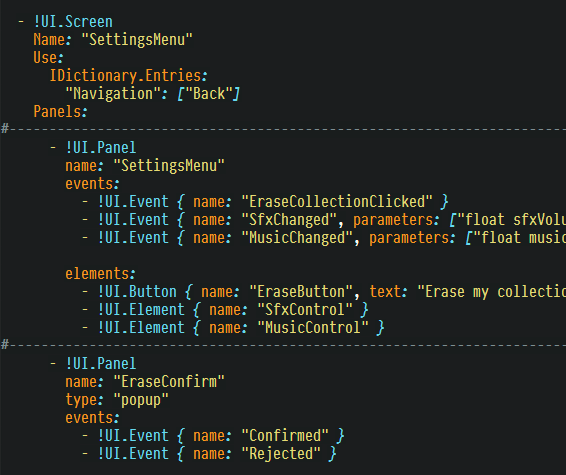 - !UI.Screen
Name: "SettingsMenu"
Use:
IDictionary.Entries:
"Navigation": ["Back"]
Panels:
#----------------------------------------------------------------------
- !UI.Panel
name: "SettingsMenu"
events:
- !UI.Event { name: "EraseCollectionClicked" }
- !UI.Event { name: "SfxChanged", parameters: ["float sfxVolu
- !UI.Event { name: "MusicChanged", parameters: ["float music
elements:
- !UI.Button { name: "EraseButton", text: "Erase my collection
- !UI.Element { name: "SfxControl" }
- !UI.Element { name: "MusicControl" }
#----------------------------------------------------------------------
- !UI.Panel
name: "EraseConfirm"
type: "popup"
events:
- !UI.Event { name: "Confirmed" }
- !UI.Event { name: "Rejected" }